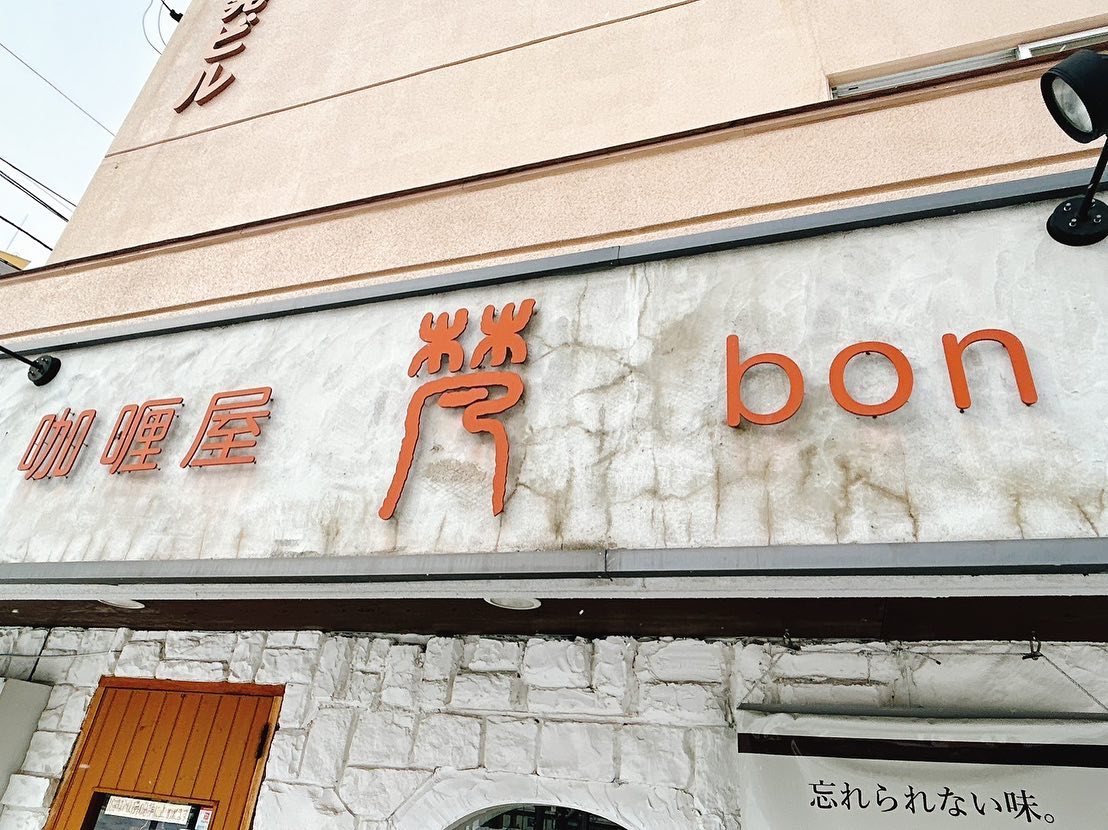 ビル
咖喱屋 梵 bon
忘れられない味。